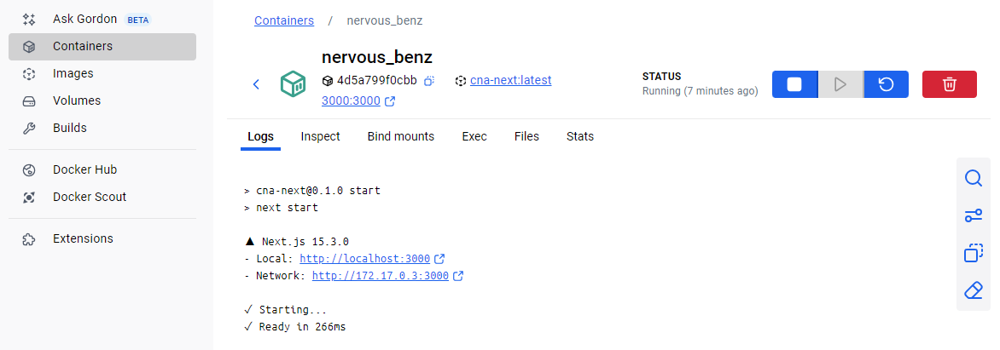 Ask Gordon BETA
Containers
Images
Volumes
Builds
Docker Hub
Docker Scout
Extensions
Containers / nervous_benz
nervous_benz
4d5a799f0cbb cna-next:latest
3000:3000
STATUS
Running (7 minutes ago)
Logs Inspect Bind mounts Exec Files Stats
> cna-next@0.1.0 start
> next start
▲ Next.js 15.3.0
- Local: http://localhost:3000
- Network: http://172.17.0.3:3000
✓ Starting...
✓ Ready in 266ms